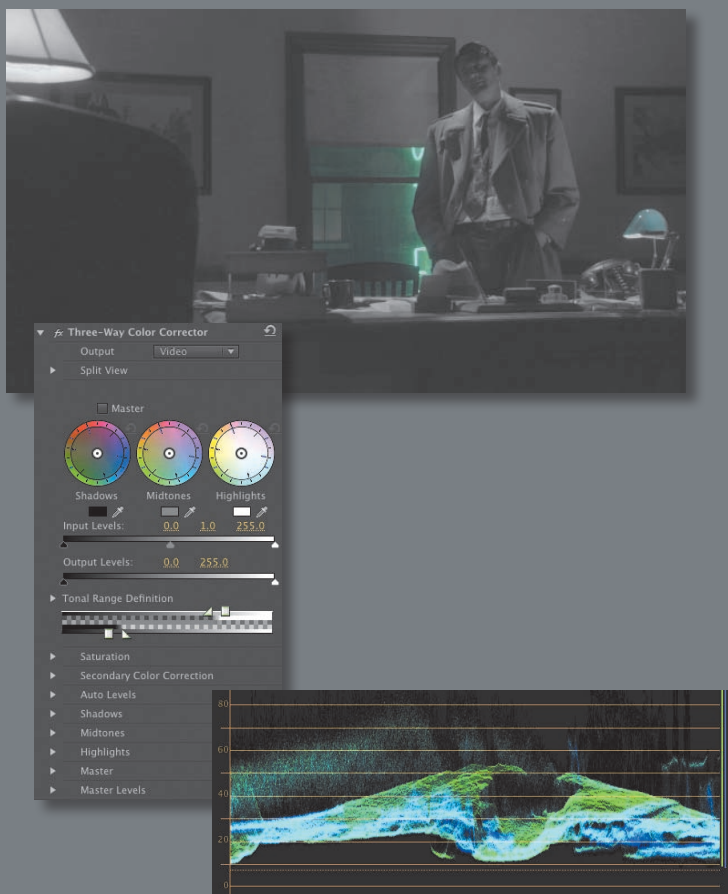 fx Three-Way Color Corrector
Output Video
Split View
Master
Shadows Midtones Highlights
Input Levels: 0.0 1.0 255.0
Output Levels: 0.0 255.0
Tonal Range Definition
Saturation
Secondary Color Correction
Auto Levels
Shadows
Midtones
Highlights
Master
Master Levels
80
60
40
20
0